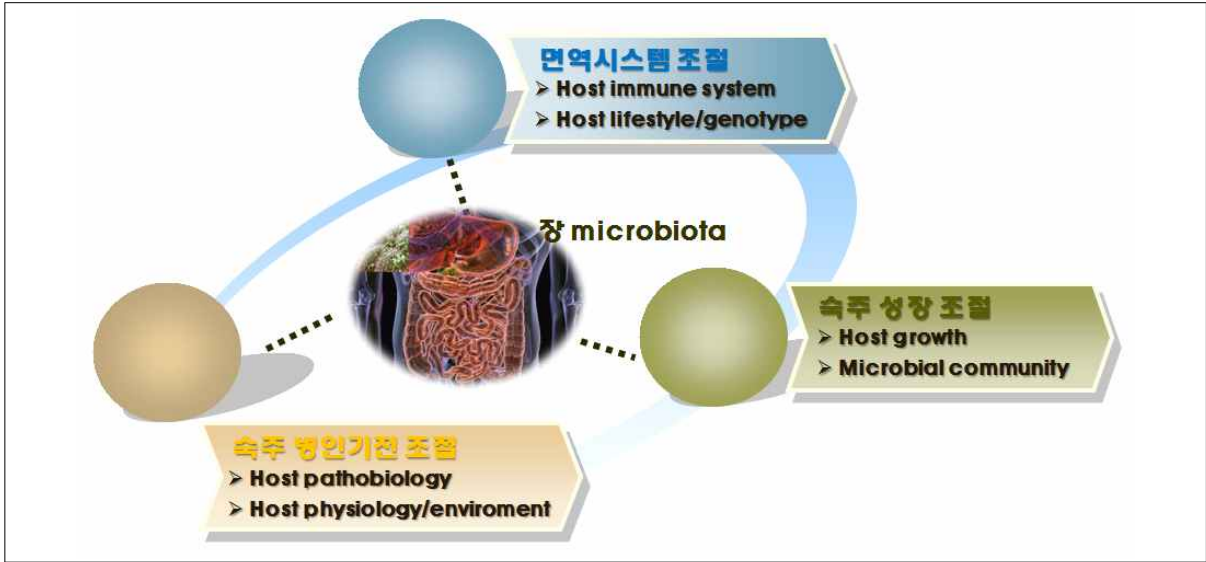 면역시스템 조절
➢ Host immune system
➢ Host lifestyle/genotype
장 microbiota
숙주 성장 조절
➢ Host growth
➢ Microbial community
숙주 병인기전 조절
➢ Host pathobiology
➢ Host physiology/enviroment